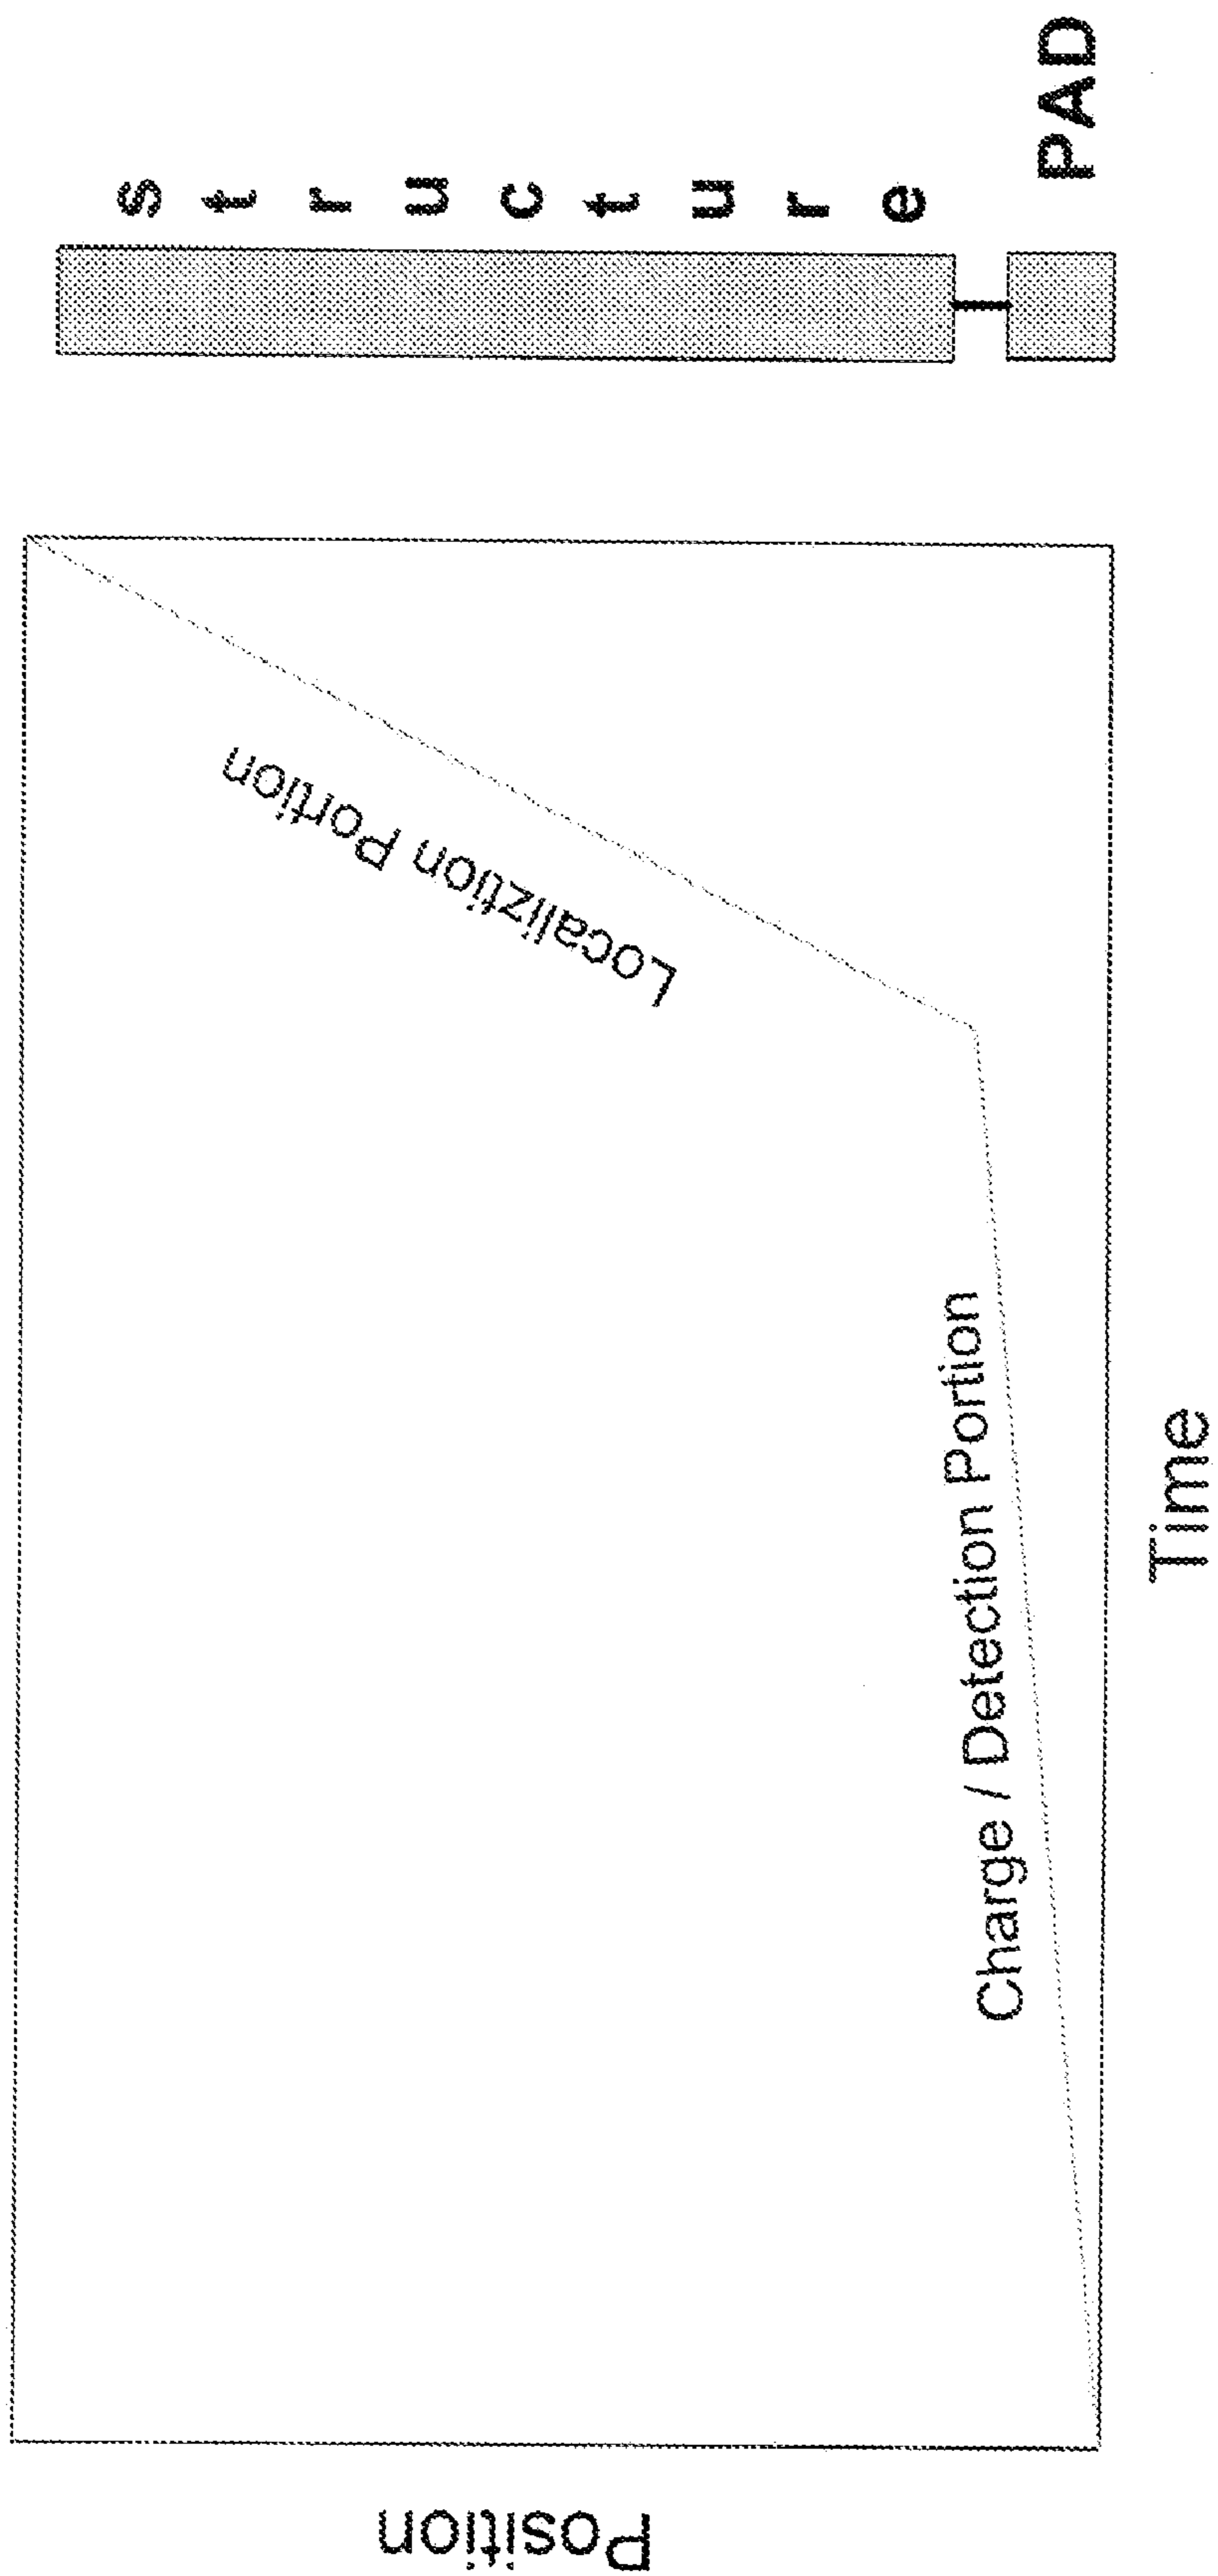 Position
Localiztion Portion
Charge / Detection Portion
Time
structure
PAD